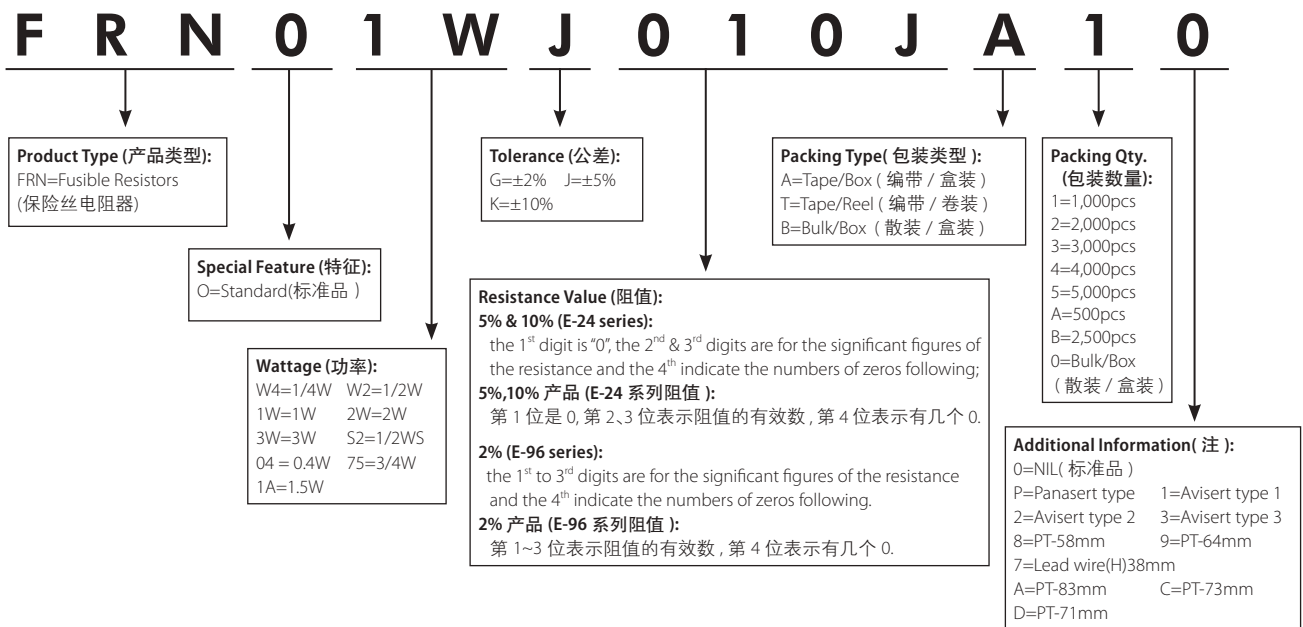 F R N 0 1 W J 0 1 0 J A 1 0
Product Type (产品类型):
FRN=Fusible Resistors
(保险丝电阻器)
Special Feature (特征):
O=Standard(标准品 )
Wattage (功率):
W4=1/4W W2=1/2W
1W=1W 2W=2W
3W=3W S2=1/2WS
04 = 0.4W 75=3/4W
1A=1.5W
Tolerance (公差):
G=±2% J=±5%
K=±10%
Resistance Value (阻值):
5% & 10% (E-24 series):
the 1st digit is "0", the 2nd & 3rd digits are for the significant figures of
the resistance and the 4th indicate the numbers of zeros following;
5%,10% 产品 (E-24 系列阻值 ):
第 1 位是 0, 第 2、3 位表示阻值的有效数 , 第 4 位表示有几个 0.
2% (E-96 series):
the 1st to 3rd digits are for the significant figures of the resistance
and the 4th indicate the numbers of zeros following.
2% 产品 (E-96 系列阻值 ):
第 1~3 位表示阻值的有效数 , 第 4 位表示有几个 0.
Packing Type( 包装类型 ):
A=Tape/Box ( 编带 / 盒装 )
T=Tape/Reel ( 编带 / 卷装 )
B=Bulk/Box ( 散装 / 盒装 )
Packing Qty.
(包装数量):
1=1,000pcs
2=2,000pcs
3=3,000pcs
4=4,000pcs
5=5,000pcs
A=500pcs
B=2,500pcs
0=Bulk/Box
( 散装 / 盒装 )
Additional Information( 注 ):
0=NIL( 标准品 )
P=Panasert type 1=Avisert type 1
2=Avisert type 2 3=Avisert type 3
8=PT-58mm 9=PT-64mm
7=Lead wire(H)38mm
A=PT-83mm C=PT-73mm
D=PT-71mm